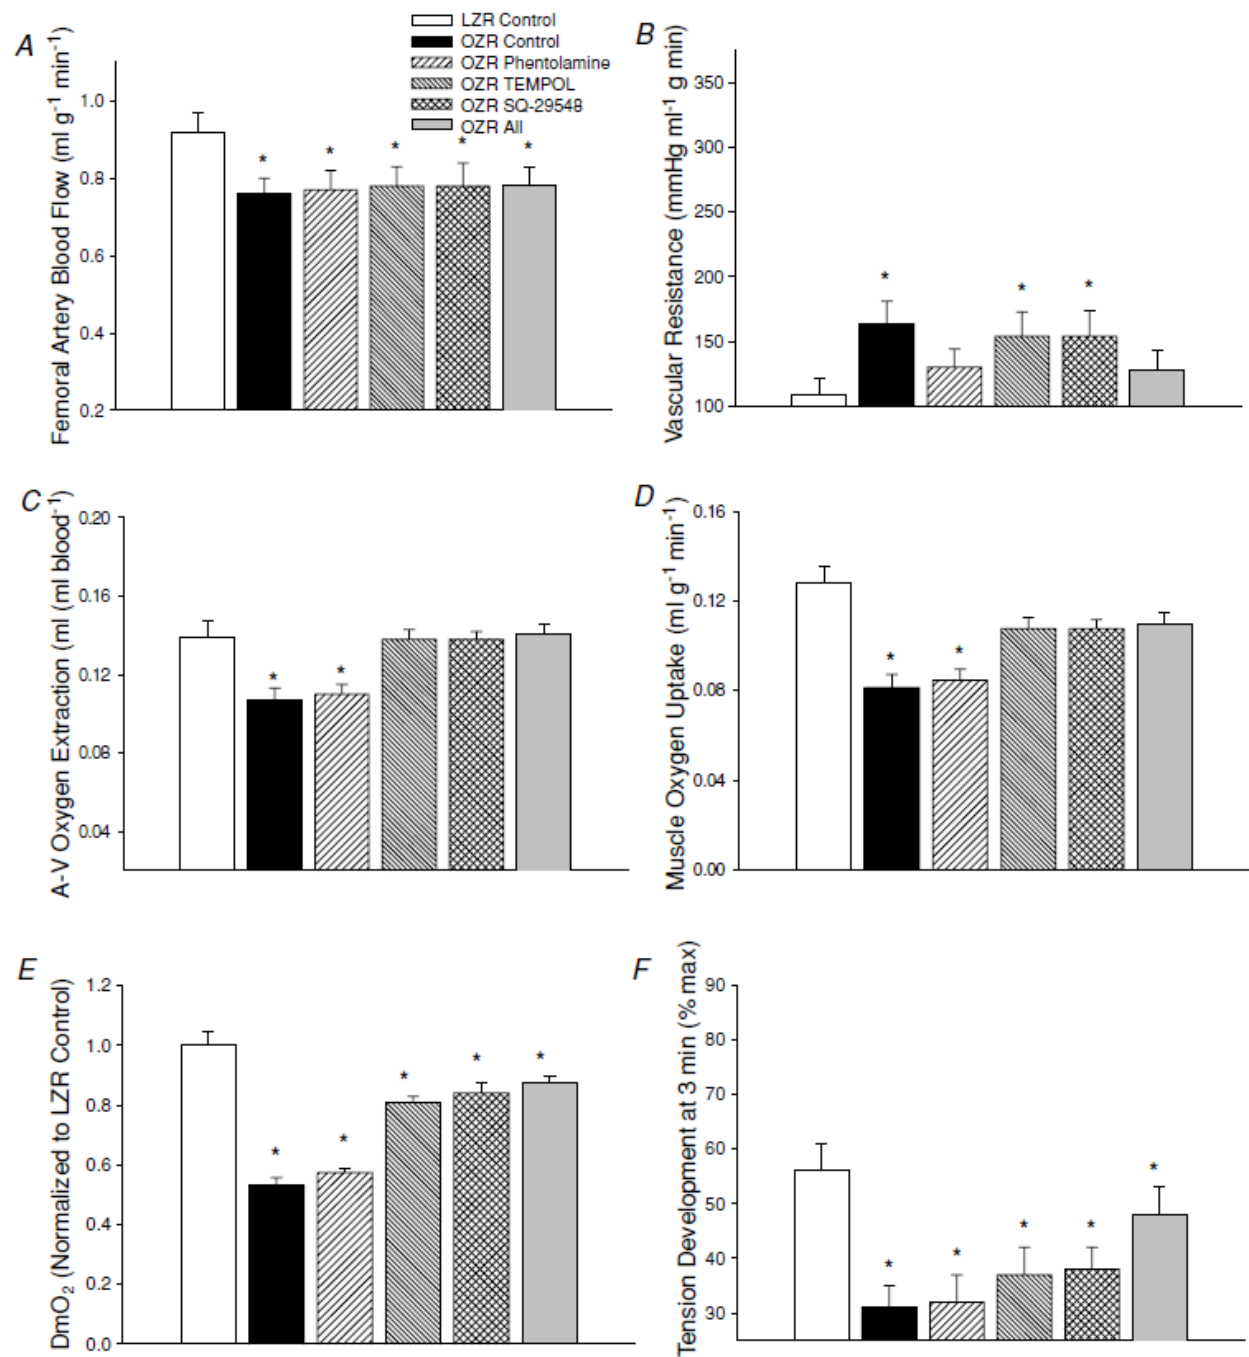 LZR Control
OZR Control
OZR Phentolamine
OZR TEMPOL
OZR SQ-29548
OZR All
A
Femoral Artery Blood Flow (ml g⁻¹ min⁻¹)
1.0
0.8
0.6
0.4
0.2
* * * * *
B
Vascular Resistance (mmHg ml⁻¹ g min)
350
300
250
200
150
100
* * *
C
A-V Oxygen Extraction (ml (ml blood⁻¹)
0.20
0.16
0.12
0.08
0.04
* *
D
Muscle Oxygen Uptake (ml g⁻¹ min⁻¹)
0.16
0.12
0.08
0.04
0.00
* *
E
DmO₂ (Normalized to LZR Control)
1.2
1.0
0.8
0.6
0.4
0.2
0.0
* * * * *
F
Tension Development at 3 min (% max)
90
80
70
60
50
40
30
* * * * *